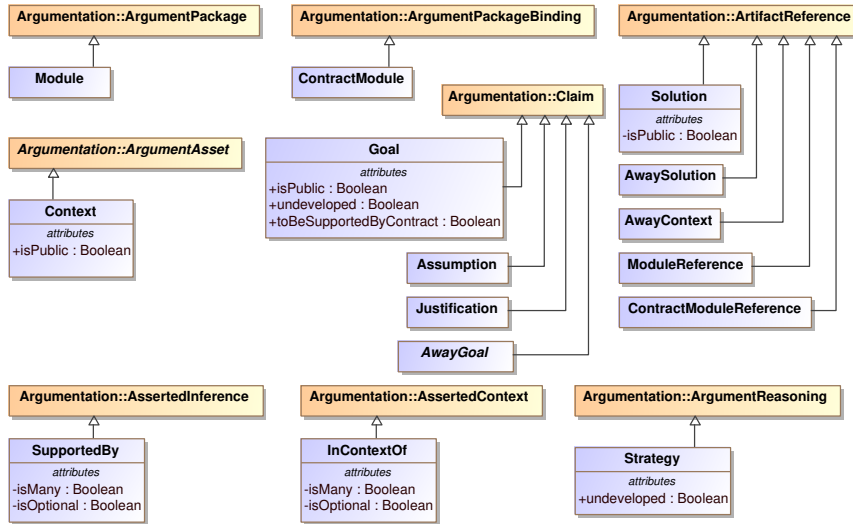 Argumentation::ArgumentPackage
Module
Argumentation::ArgumentPackageBinding
ContractModule
Argumentation::ArtifactReference
Solution
attributes
-isPublic : Boolean
AwaySolution
AwayContext
ModuleReference
ContractModuleReference
Argumentation::Claim
Goal
attributes
+isPublic : Boolean
+undeveloped : Boolean
+toBeSupportedByContract : Boolean
Assumption
Justification
AwayGoal
Argumentation::ArgumentAsset
Context
attributes
+isPublic : Boolean
Argumentation::AssertedInference
SupportedBy
attributes
-isMany : Boolean
-isOptional : Boolean
Argumentation::AssertedContext
InContextOf
attributes
-isMany : Boolean
-isOptional : Boolean
Argumentation::ArgumentReasoning
Strategy
attributes
+undeveloped : Boolean